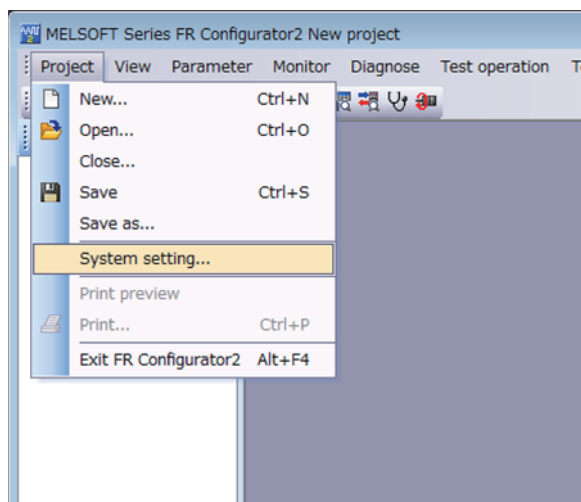 MELSOFT Series FR Configurator2 New project
Project View Parameter Monitor Diagnose Test operation
New... Ctrl+N
Open... Ctrl+O
Close...
Save Ctrl+S
Save as...
System setting...
Print preview
Print... Ctrl+P
Exit FR Configurator2 Alt+F4